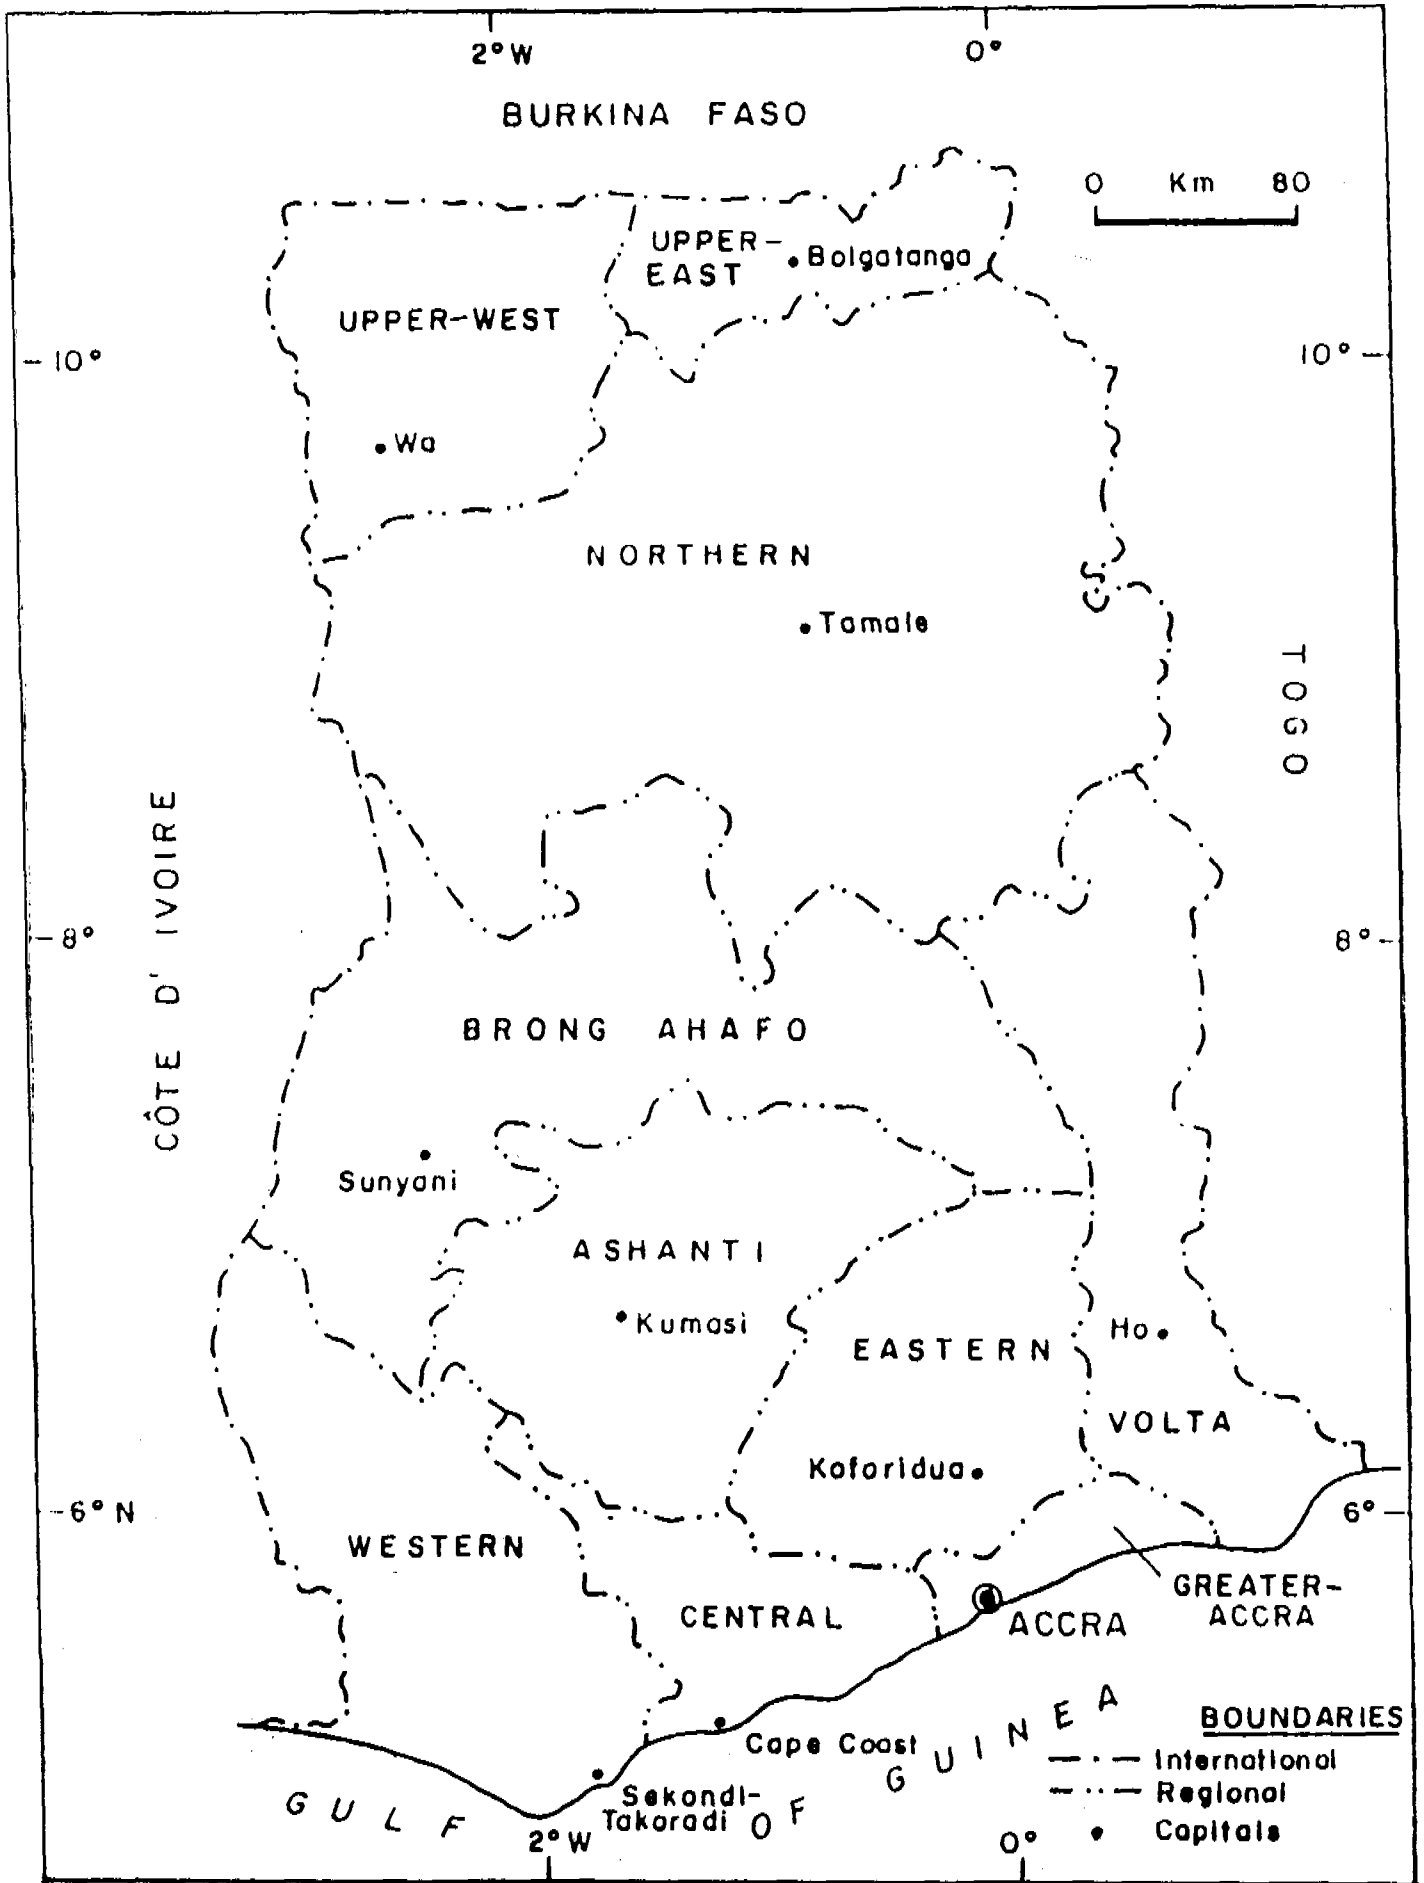 2°W
0°
BURKINA FASO
0 Km 80
UPPER-
EAST
Bolgatanga
UPPER-WEST
10°
10°
Wa
NORTHERN
Tamale
TOGO
CÔTE D' IVOIRE
8°
8°
BRONG AHAFO
Sunyani
ASHANTI
Kumasi
EASTERN
Ho
VOLTA
Koforidua
6° N
6°
WESTERN
CENTRAL
ACCRA
GREATER-
ACCRA
Cape Coast
Sekondi-
Takoradi
GULF OF GUINEA
BOUNDARIES
International
Regional
Capitals
2°W
0°